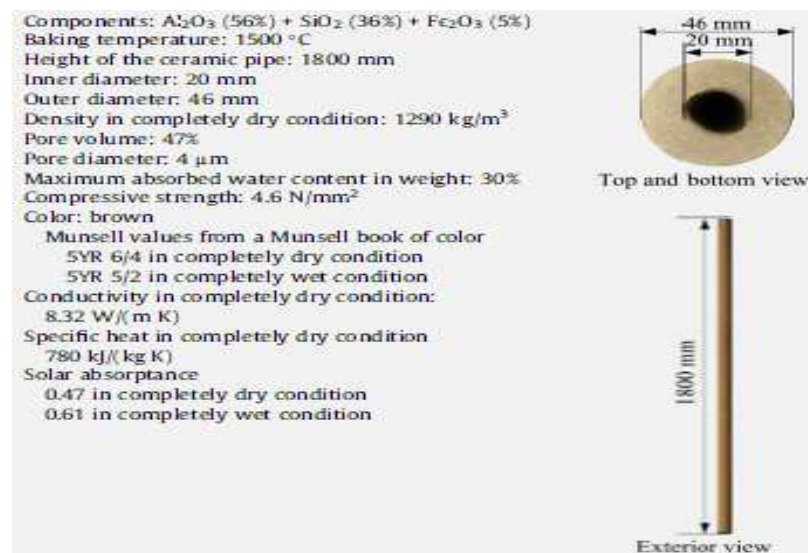 Components: Al₂O₃ (56%) + SiO₂ (36%) + Fe₂O₃ (5%)
Baking temperature: 1500 °C
Height of the ceramic pipe: 1800 mm
Inner diameter: 20 mm
Outer diameter: 46 mm
Density in completely dry condition: 1290 kg/m³
Pore volume: 47%
Pore diameter: 4 μm
Maximum absorbed water content in weight: 30%
Compressive strength: 4.6 N/mm²
Color: brown
Munsell values from a Munsell book of color
5YR 6/4 in completely dry condition
5YR 5/2 in completely wet condition
Conductivity in completely dry condition:
8.32 W/(m K)
Specific heat in completely dry condition
780 kJ/(kg K)
Solar absorptance
0.47 in completely dry condition
0.61 in completely wet condition
46 mm
20 mm
Top and bottom view
1800 mm
Exterior view